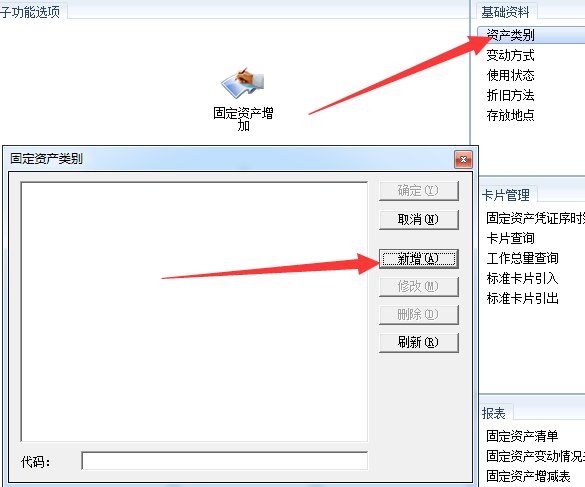 子功能选项
固定资产增
加
基础资料
资产类别
变动方式
使用状态
折旧方法
存放地点
固定资产类别
确定(Y)
取消(N)
新增(A)
修改(M)
删除(D)
刷新(R)
代码：
卡片管理
固定资产凭证序时
卡片查询
工作总量查询
标准卡片引入
标准卡片引出
报表
固定资产清单
固定资产变动情况
固定资产增减表